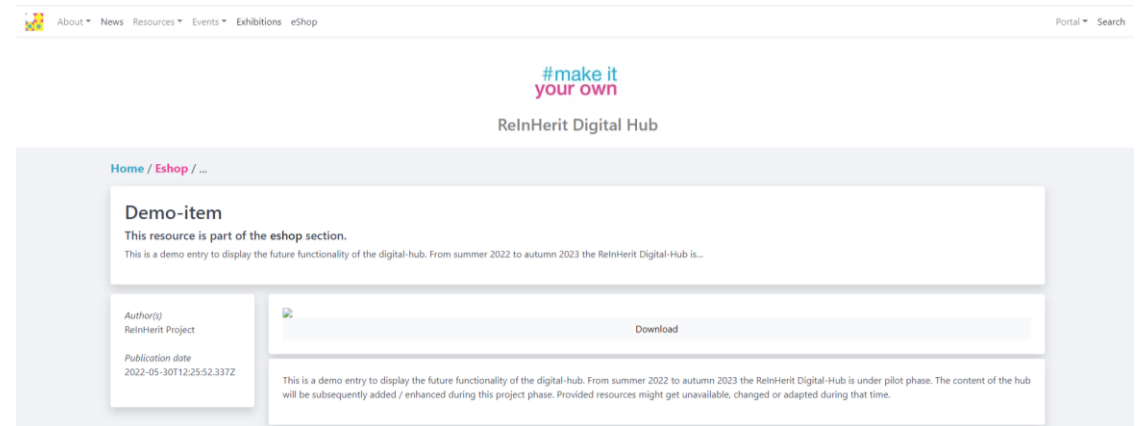 About News Resources Events Exhibitions eShop Portal Search
#make it
your own
ReInHerit Digital Hub
Home / Eshop / ...
Demo-item
This resource is part of the eshop section.
This is a demo entry to display the future functionality of the digital-hub. From summer 2022 to autumn 2023 the ReInHerit Digital-Hub is...
Author(s)
ReInHerit Project
Publication date
2022-05-30T12:25:52.337Z
Download
This is a demo entry to display the future functionality of the digital-hub. From summer 2022 to autumn 2023 the ReInHerit Digital-Hub is under pilot phase. The content of the hub
will be subsequently added / enhanced during this project phase. Provided resources might get unavailable, changed or adapted during that time.